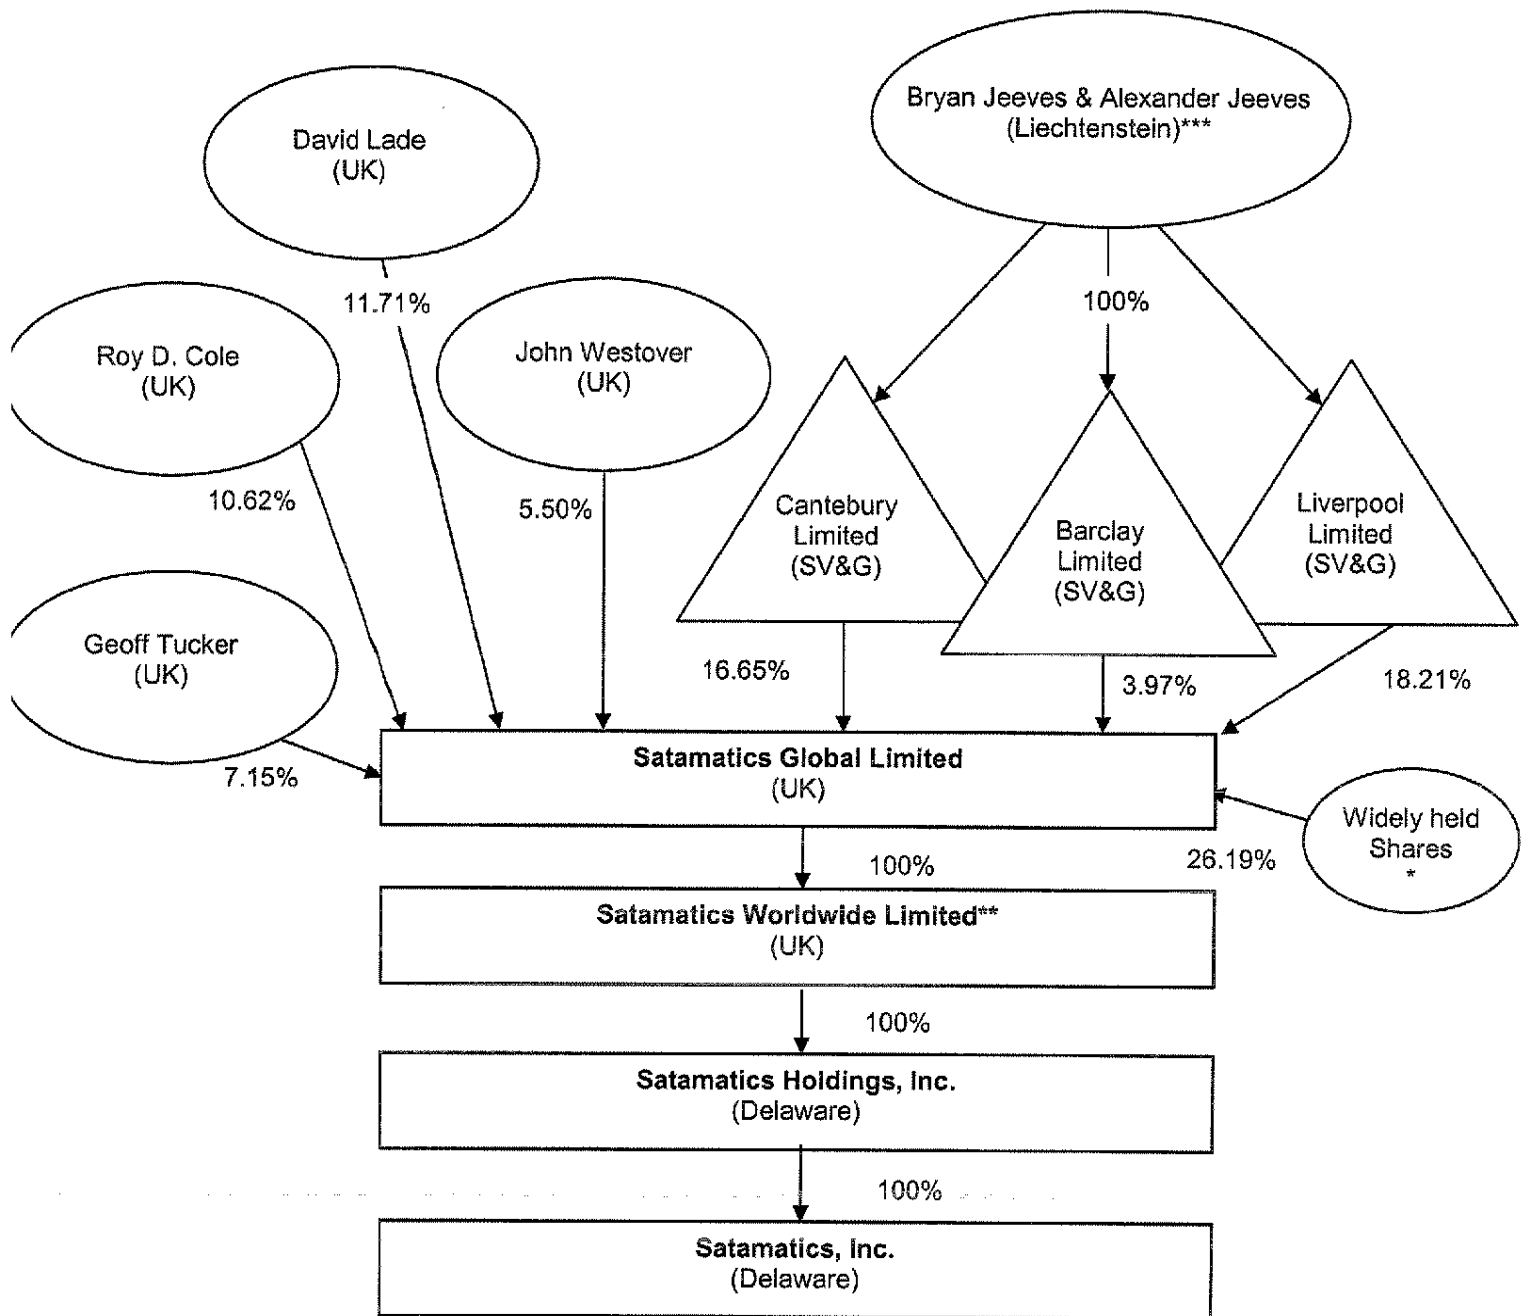 Bryan Jeeves & Alexander Jeeves
(Liechtenstein)***
David Lade
(UK)
11.71%
100%
Roy D. Cole
(UK)
John Westover
(UK)
10.62%
5.50%
Cantebury
Limited
(SV&G)
Barclay
Limited
(SV&G)
Liverpool
Limited
(SV&G)
Geoff Tucker
(UK)
16.65%
3.97%
18.21%
7.15%
Satamatics Global Limited
(UK)
Widely held
Shares
*
26.19%
100%
Satamatics Worldwide Limited**
(UK)
100%
Satamatics Holdings, Inc.
(Delaware)
100%
Satamatics, Inc.
(Delaware)